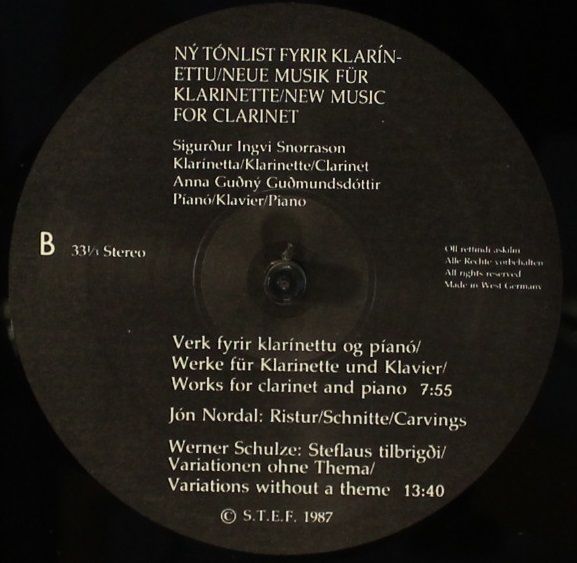 NÝ TÓNLIST FYRIR KLARÍN-
ETTU/NEUE MUSIK FÜR
KLARINETTE/NEW MUSIC
FOR CLARINET
Sigurður Ingvi Snorrason
Klarínetta/Klarinette/Clarinet
Anna Guðný Guðmundsdóttir
Píanó/Klavier/Piano
B 33⅓ Stereo
Öll réttindi áskilin
Alle Rechte vorbehalten
All rights reserved
Made in West Germany
Verk fyrir klarínettu og píanó/
Werke für Klarinette und Klavier/
Works for clarinet and piano 7:55
Jón Nordal: Ristur/Schnitte/Carvings
Werner Schulze: Steflaus tilbrigði/
Variationen ohne Thema/
Variations without a theme 13:40
© S.T.E.F. 1987